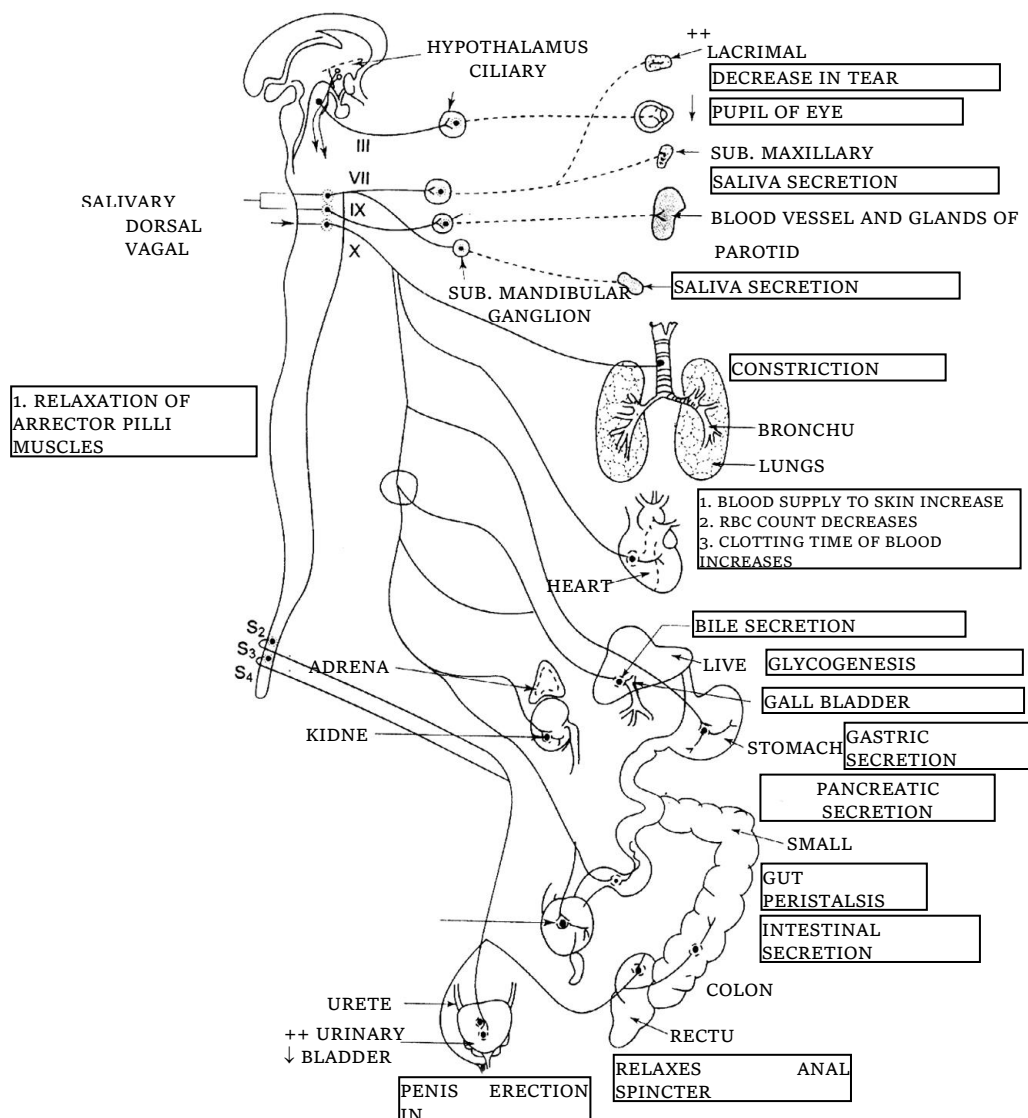 ++
HYPOTHALAMUS
LACRIMAL
CILIARY
DECREASE IN TEAR
↓
PUPIL OF EYE
III
SUB. MAXILLARY
VII
SALIVA SECRETION
SALIVARY
IX
DORSAL
BLOOD VESSEL AND GLANDS OF
VAGAL
X
PAROTID
SUB. MANDIBULAR
GANGLION
SALIVA SECRETION
CONSTRICTION
1. RELAXATION OF
ARRECTOR PILLI
MUSCLES
BRONCHU
LUNGS
1. BLOOD SUPPLY TO SKIN INCREASE
2. RBC COUNT DECREASES
3. CLOTTING TIME OF BLOOD
INCREASES
HEART
BILE SECRETION
S2
S3
S4
ADRENA
LIVE
GLYCOGENESIS
GALL BLADDER
KIDNE
STOMACH
GASTRIC
SECRETION
PANCREATIC
SECRETION
SMALL
GUT
PERISTALSIS
INTESTINAL
SECRETION
COLON
URETE
RECTU
++ URINARY
↓ BLADDER
RELAXES ANAL
SPINCTER
PENIS ERECTION
IN